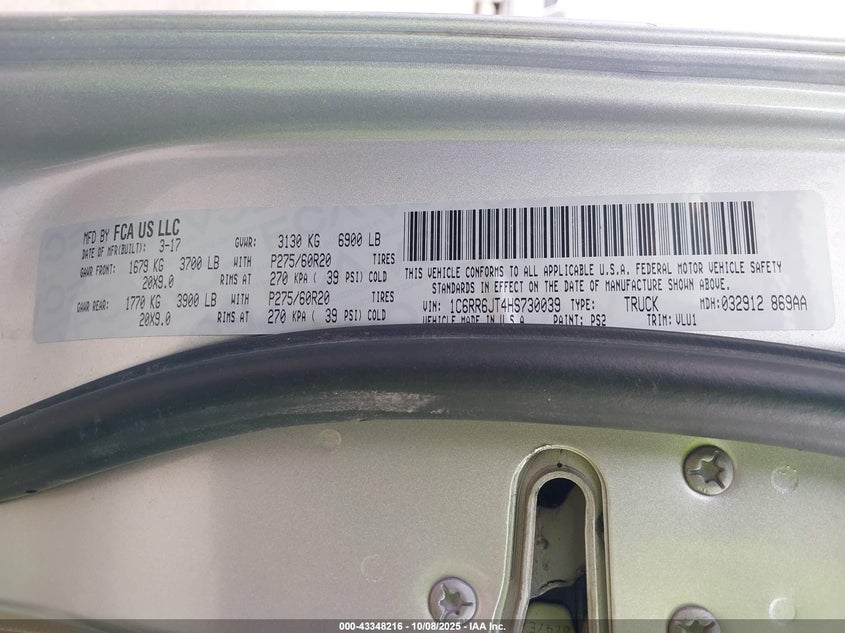 MFD BY FCA US LLC
DATE OF MFR(BUILT): 3-17 GVWR: 3130 KG 6900 LB
GAWR FRONT: 1679 KG 3700 LB WITH P275/60R20 TIRES
20X9.0 RIMS AT 270 KPA ( 39 PSI) COLD
GAWR REAR: 1770 KG 3900 LB WITH P275/60R20 TIRES
20X9.0 RIMS AT 270 KPA ( 39 PSI) COLD
THIS VEHICLE CONFORMS TO ALL APPLICABLE U.S.A. FEDERAL MOTOR VEHICLE SAFETY
STANDARDS IN EFFECT ON THE DATE OF MANUFACTURE SHOWN ABOVE.
VIN: 1C6RR6JT4HS730039 TYPE: TRUCK MDH:032912 869AA
VEHICLE MADE IN U.S.A. PAINT: PS2 TRIM: VLU1
000-43348216 - 10/08/2025 - IAA Inc.